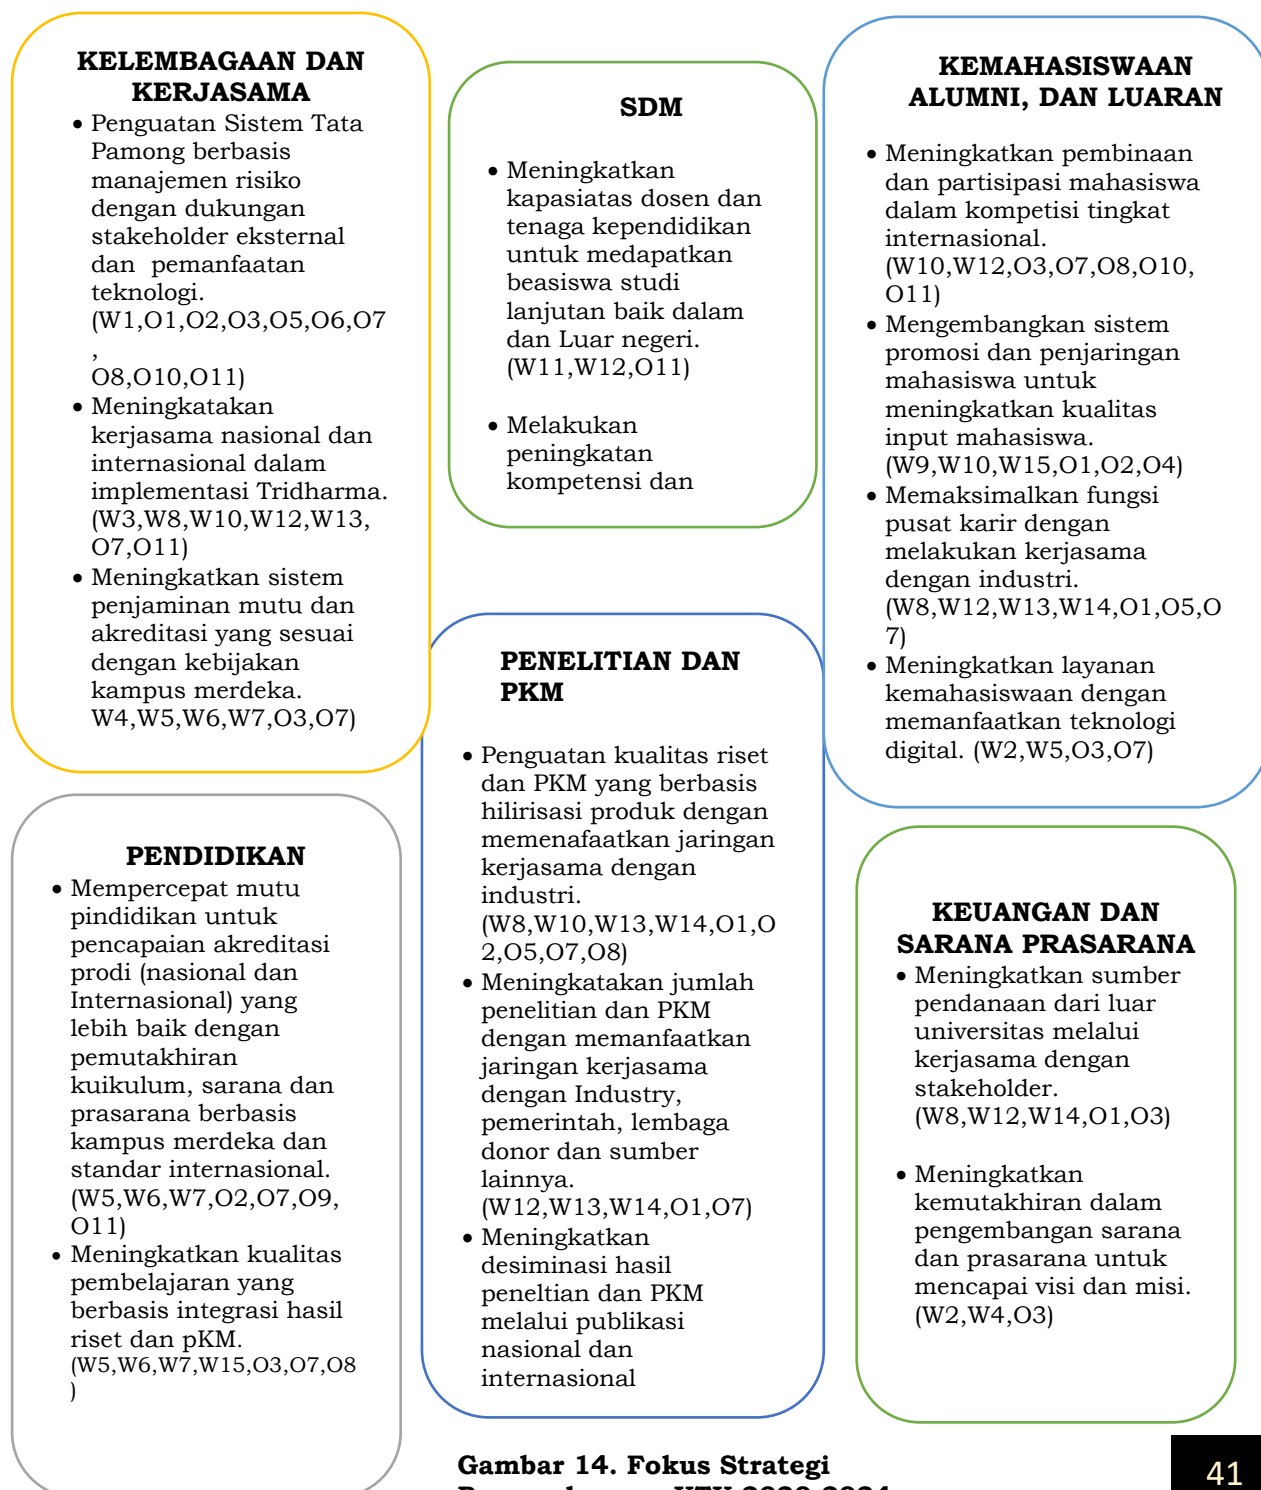 KELEMBAGAAN DAN
KERJASAMA
• Penguatan Sistem Tata
Pamong berbasis
manajemen risiko
dengan dukungan
stakeholder eksternal
dan pemanfaatan
teknologi.
(W1,O1,O2,O3,O5,O6,O7
,
O8,O10,O11)
• Meningkatakan
kerjasama nasional dan
internasional dalam
implementasi Tridharma.
(W3,W8,W10,W12,W13,
O7,O11)
• Meningkatkan sistem
penjaminan mutu dan
akreditasi yang sesuai
dengan kebijakan
kampus merdeka.
W4,W5,W6,W7,O3,O7)
SDM
• Meningkatkan
kapasiatas dosen dan
tenaga kependidikan
untuk medapatkan
beasiswa studi
lanjutan baik dalam
dan Luar negeri.
(W11,W12,O11)
• Melakukan
peningkatan
kompetensi dan
KEMAHASISWAAN
ALUMNI, DAN LUARAN
• Meningkatkan pembinaan
dan partisipasi mahasiswa
dalam kompetisi tingkat
internasional.
(W10,W12,O3,O7,O8,O10,
O11)
• Mengembangkan sistem
promosi dan penjaringan
mahasiswa untuk
meningkatkan kualitas
input mahasiswa.
(W9,W10,W15,O1,O2,O4)
• Memaksimalkan fungsi
pusat karir dengan
melakukan kerjasama
dengan industri.
(W8,W12,W13,W14,O1,O5,O
7)
• Meningkatkan layanan
kemahasiswaan dengan
memanfaatkan teknologi
digital. (W2,W5,O3,O7)
PENDIDIKAN
• Mempercepat mutu
pindidikan untuk
pencapaian akreditasi
prodi (nasional dan
Internasional) yang
lebih baik dengan
pemutakhiran
kuikulum, sarana dan
prasarana berbasis
kampus merdeka dan
standar internasional.
(W5,W6,W7,O2,O7,O9,
O11)
• Meningkatkan kualitas
pembelajaran yang
berbasis integrasi hasil
riset dan pKM.
(W5,W6,W7,W15,O3,O7,O8
)
PENELITIAN DAN
PKM
• Penguatan kualitas riset
dan PKM yang berbasis
hilirisasi produk dengan
memenafaatkan jaringan
kerjasama dengan
industri.
(W8,W10,W13,W14,O1,O
2,O5,O7,O8)
• Meningkatakan jumlah
penelitian dan PKM
dengan memanfaatkan
jaringan kerjasama
dengan Industry,
pemerintah, lembaga
donor dan sumber
lainnya.
(W12,W13,W14,O1,O7)
• Meningkatkan
desiminasi hasil
peneltian dan PKM
melalui publikasi
nasional dan
internasional
KEUANGAN DAN
SARANA PRASARANA
• Meningkatkan sumber
pendanaan dari luar
universitas melalui
kerjasama dengan
stakeholder.
(W8,W12,W14,O1,O3)
• Meningkatkan
kemutakhiran dalam
pengembangan sarana
dan prasarana untuk
mencapai visi dan misi.
(W2,W4,O3)
Gambar 14. Fokus Strategi
41